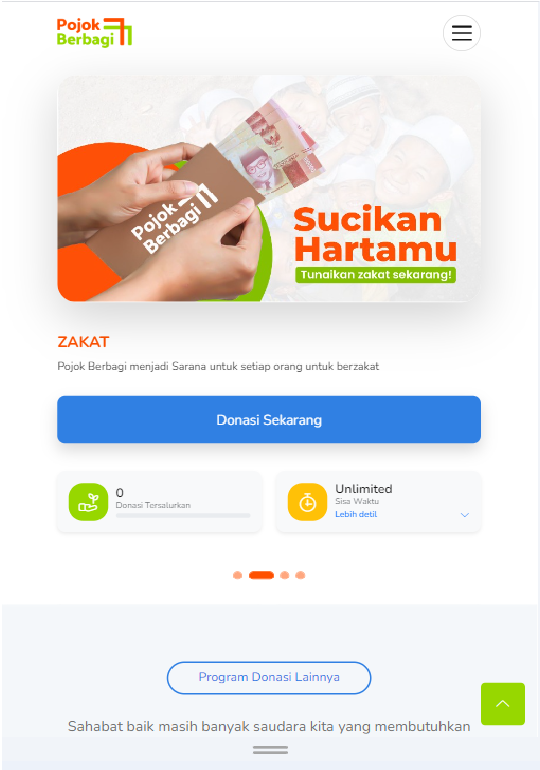 Pojok
Berbagi
Pojok
Berbagi
Sucikan
Hartamu
Tunaikan zakat sekarang!
ZAKAT
Pojok Berbagi menjadi Sarana untuk setiap orang untuk berzakat
Donasi Sekarang
0
Donasi Tersalurkan
Unlimited
Sisa Waktu
Lebih detil
Program Donasi Lainnya
Sahabat baik masih banyak saudara kita yang membutuhkan